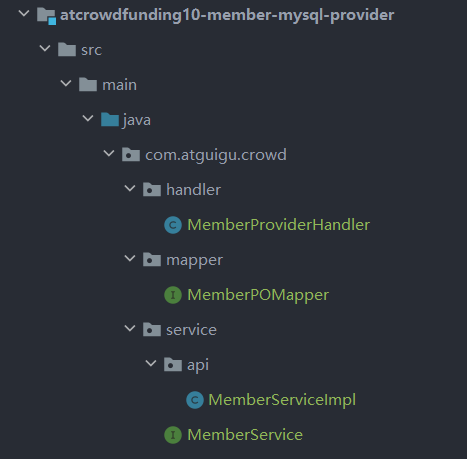 atcrowdfunding10-member-mysql-provider
src
main
java
com.atguigu.crowd
handler
C MemberProviderHandler
mapper
I MemberPOMapper
service
api
C MemberServiceImpl
I MemberService